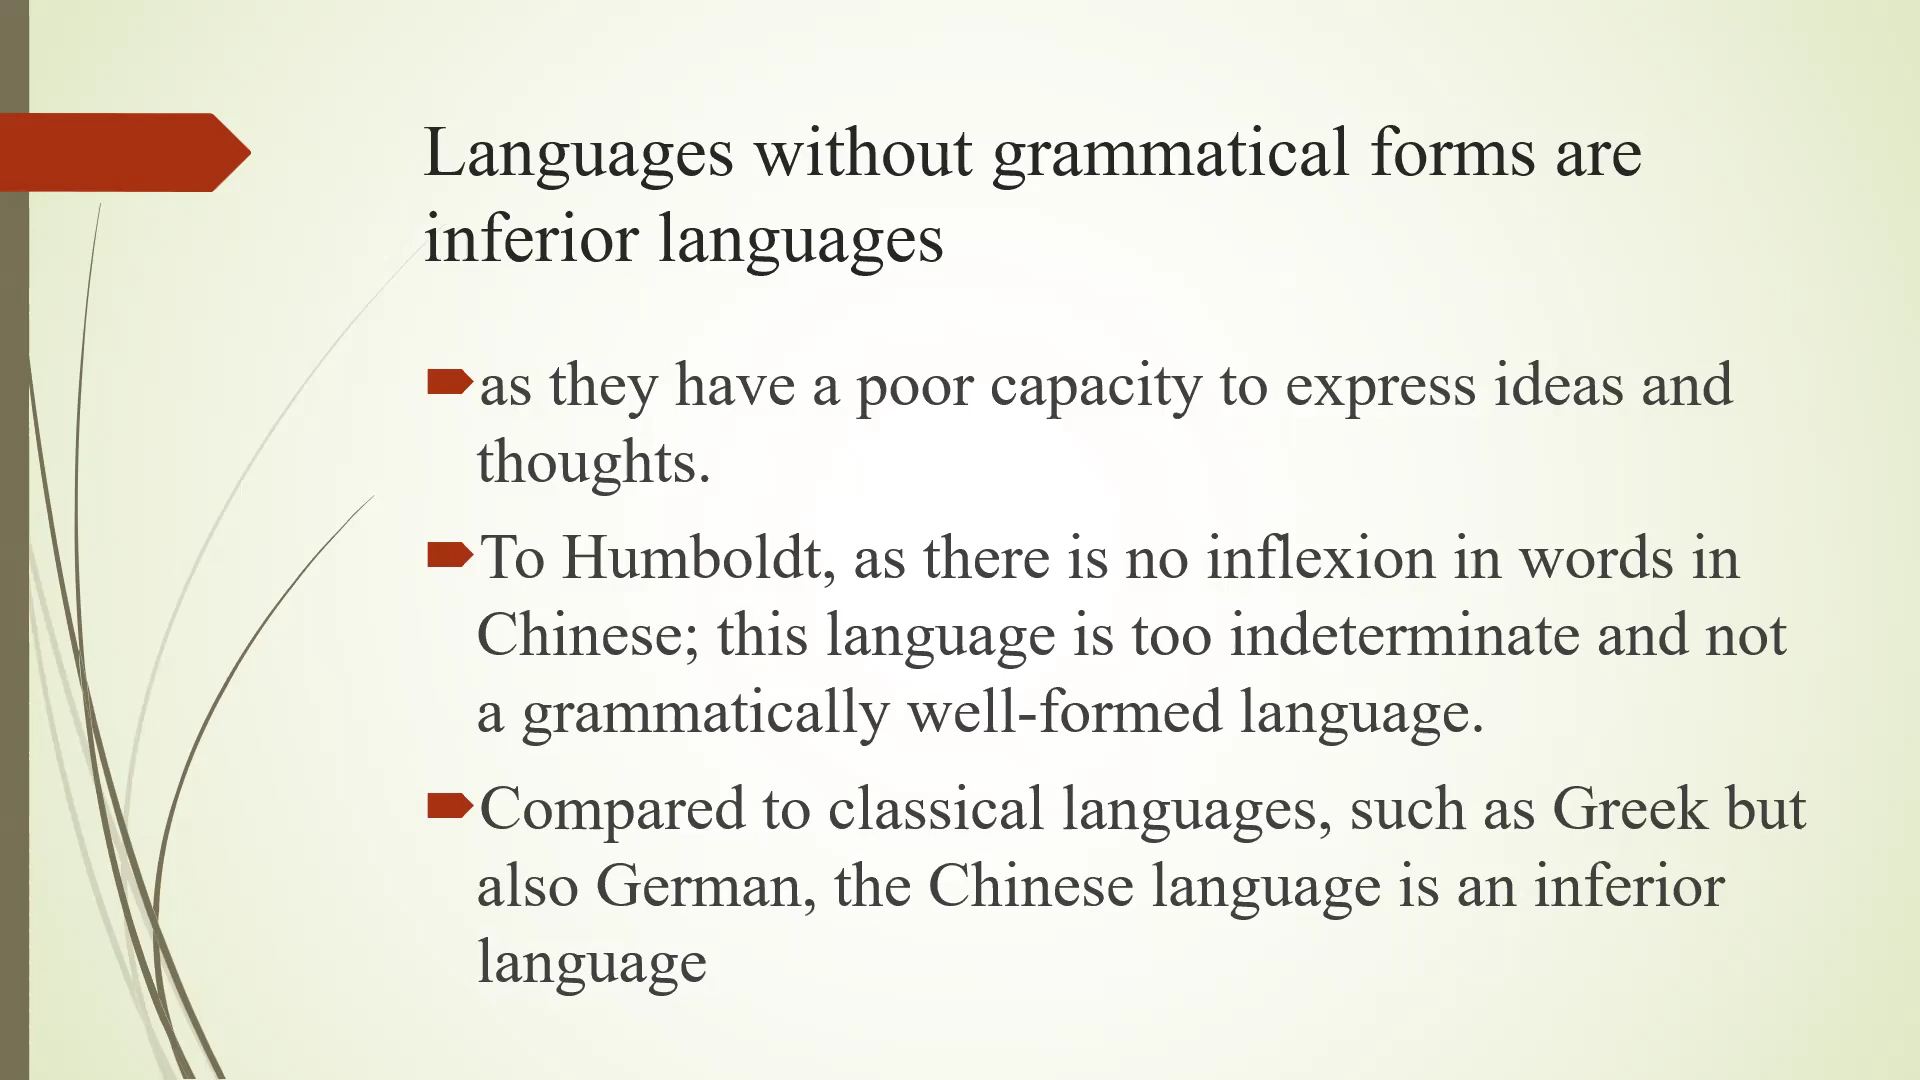 Languages without grammatical forms are
inferior languages
as they have a poor capacity to express ideas and
thoughts.
To Humboldt, as there is no inflexion in words in
Chinese; this language is too indeterminate and not
a grammatically well-formed language.
Compared to classical languages, such as Greek but
also German, the Chinese language is an inferior
language